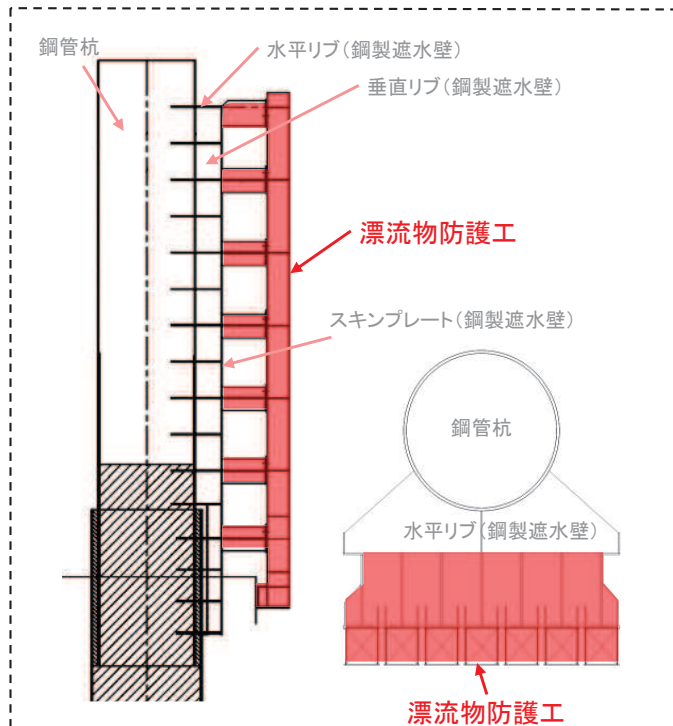 鋼管杭
水平リブ(鋼製遮水壁)
垂直リブ(鋼製遮水壁)
漂流物防護工
スキンプレート(鋼製遮水壁)
鋼管杭
水平リブ(鋼製遮水壁)
漂流物防護工